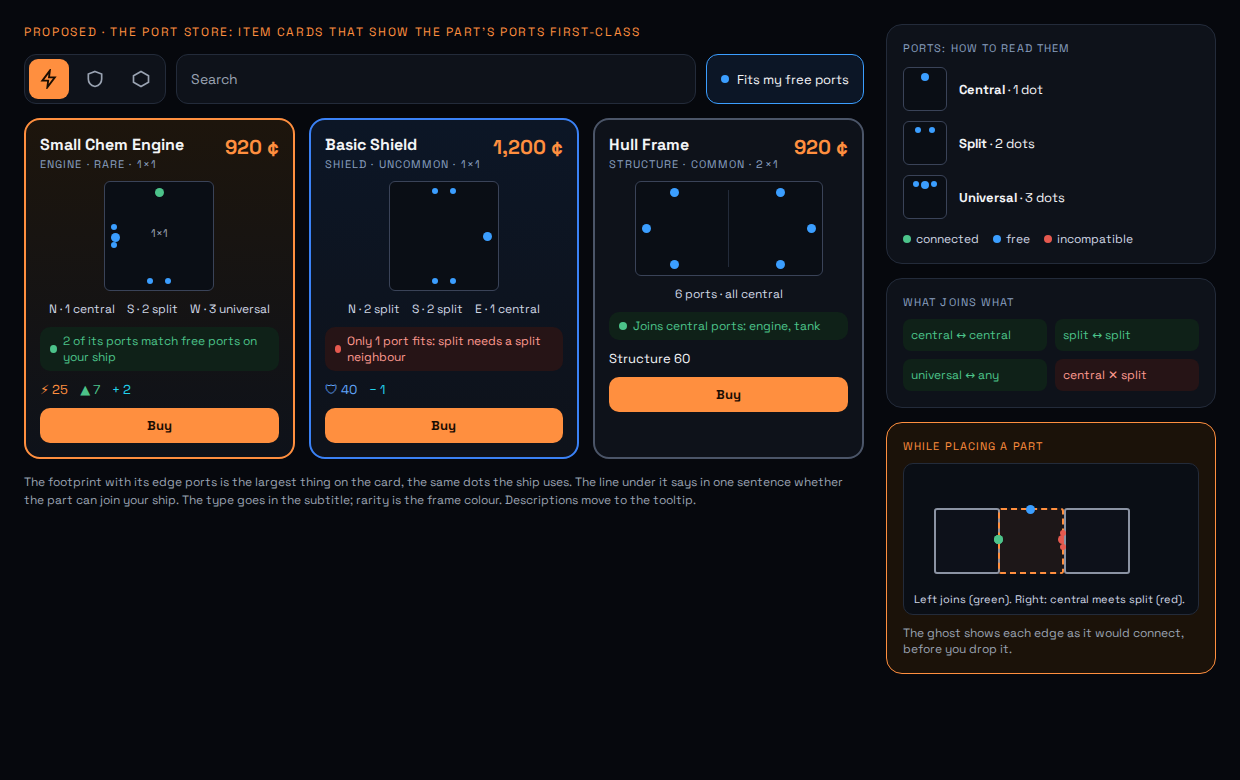 PROPOSED · THE PORT STORE: ITEM CARDS THAT SHOW THE PART'S PORTS FIRST-CLASS
Search
Fits my free ports
Small Chem Engine
920 ¢
ENGINE · RARE · 1×1
1×1
N · 1 central S · 2 split W · 3 universal
2 of its ports match free ports on
your ship
⚡ 25 ▲ 7 + 2
Buy
Basic Shield
1,200 ¢
SHIELD · UNCOMMON · 1×1
N · 2 split S · 2 split E · 1 central
Only 1 port fits: split needs a split
neighbour
🛡 40 − 1
Buy
Hull Frame
920 ¢
STRUCTURE · COMMON · 2×1
6 ports · all central
Joins central ports: engine, tank
Structure 60
Buy
The footprint with its edge ports is the largest thing on the card, the same dots the ship uses. The line under it says in one sentence whether
the part can join your ship. The type goes in the subtitle; rarity is the frame colour. Descriptions move to the tooltip.
PORTS: HOW TO READ THEM
Central · 1 dot
Split · 2 dots
Universal · 3 dots
connected free incompatible
WHAT JOINS WHAT
central ↔ central
split ↔ split
universal ↔ any
central ✕ split
WHILE PLACING A PART
Left joins (green). Right: central meets split (red).
The ghost shows each edge as it would connect,
before you drop it.